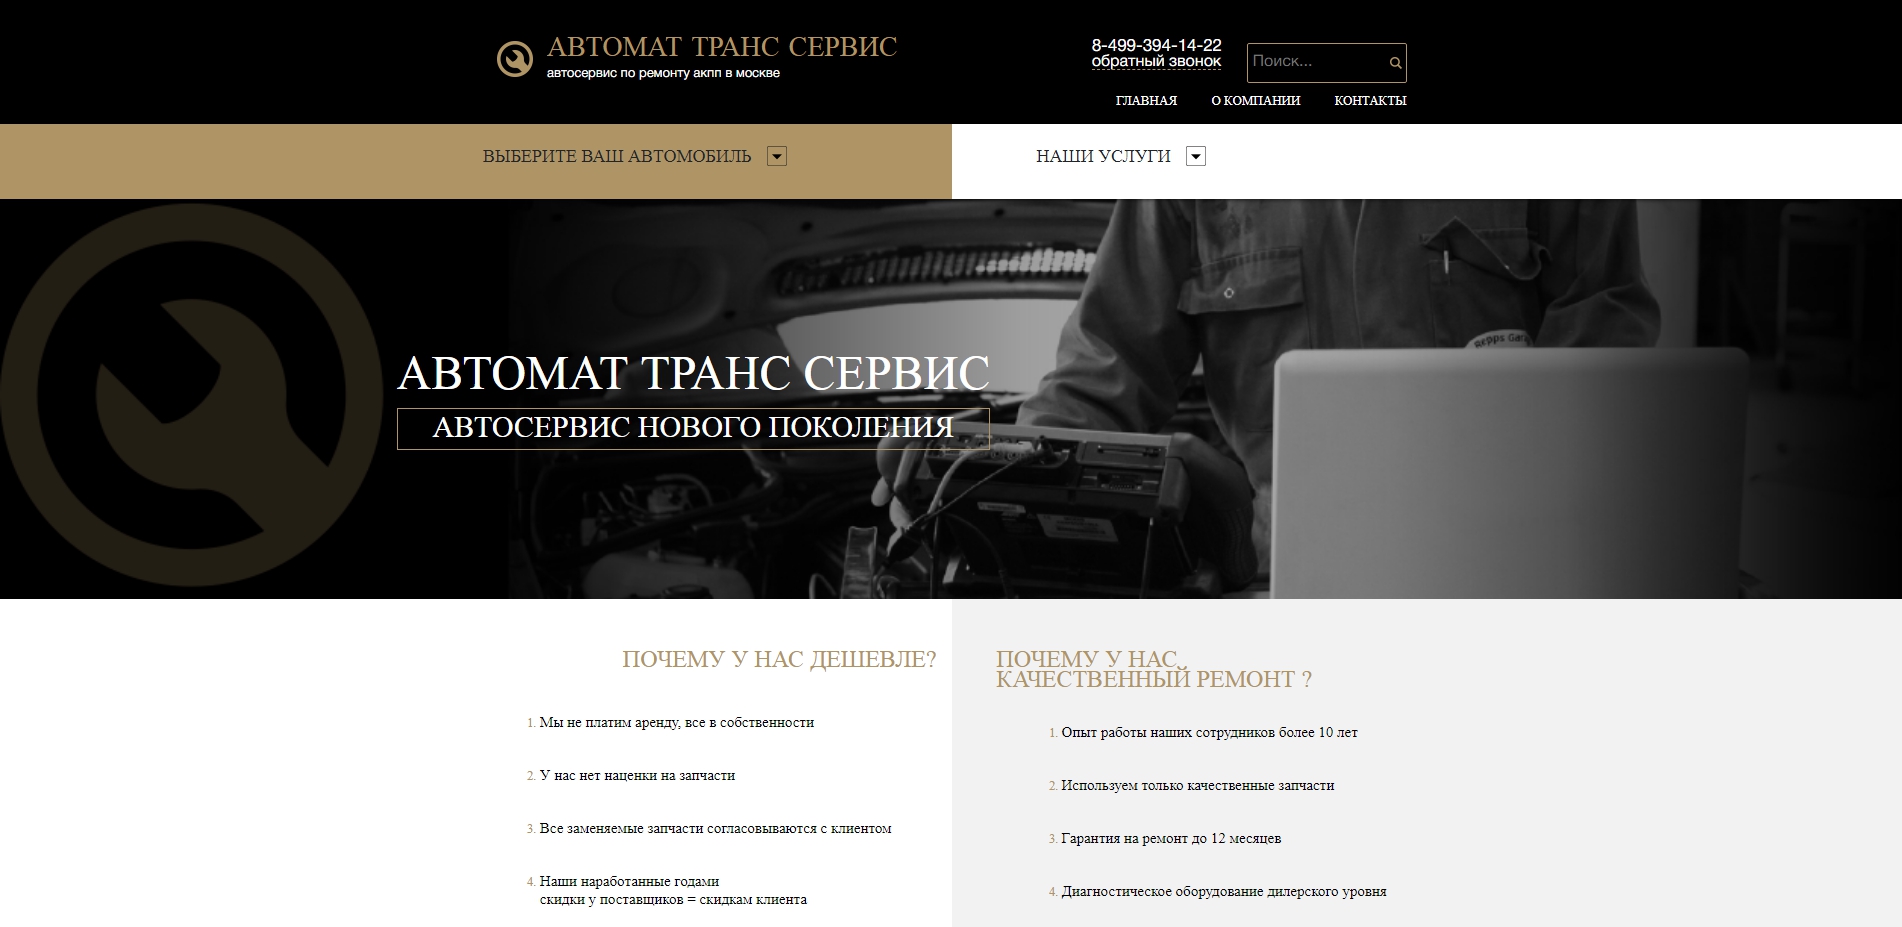 АВТОМАТ ТРАНС СЕРВИС
автосервис по ремонту акпп в москве
8-499-394-14-22
обратный звонок
Поиск...
ГЛАВНАЯ О КОМПАНИИ КОНТАКТЫ
ВЫБЕРИТЕ ВАШ АВТОМОБИЛЬ
НАШИ УСЛУГИ
Repps Gara
АВТОМАТ ТРАНС СЕРВИС
АВТОСЕРВИС НОВОГО ПОКОЛЕНИЯ
ПОЧЕМУ У НАС ДЕШЕВЛЕ?
1. Мы не платим аренду, все в собственности
2. У нас нет наценки на запчасти
3. Все заменяемые запчасти согласовываются с клиентом
4. Наши наработанные годами
скидки у поставщиков = скидкам клиента
ПОЧЕМУ У НАС
КАЧЕСТВЕННЫЙ РЕМОНТ ?
1. Опыт работы наших сотрудников более 10 лет
2. Используем только качественные запчасти
3. Гарантия на ремонт до 12 месяцев
4. Диагностическое оборудование дилерского уровня